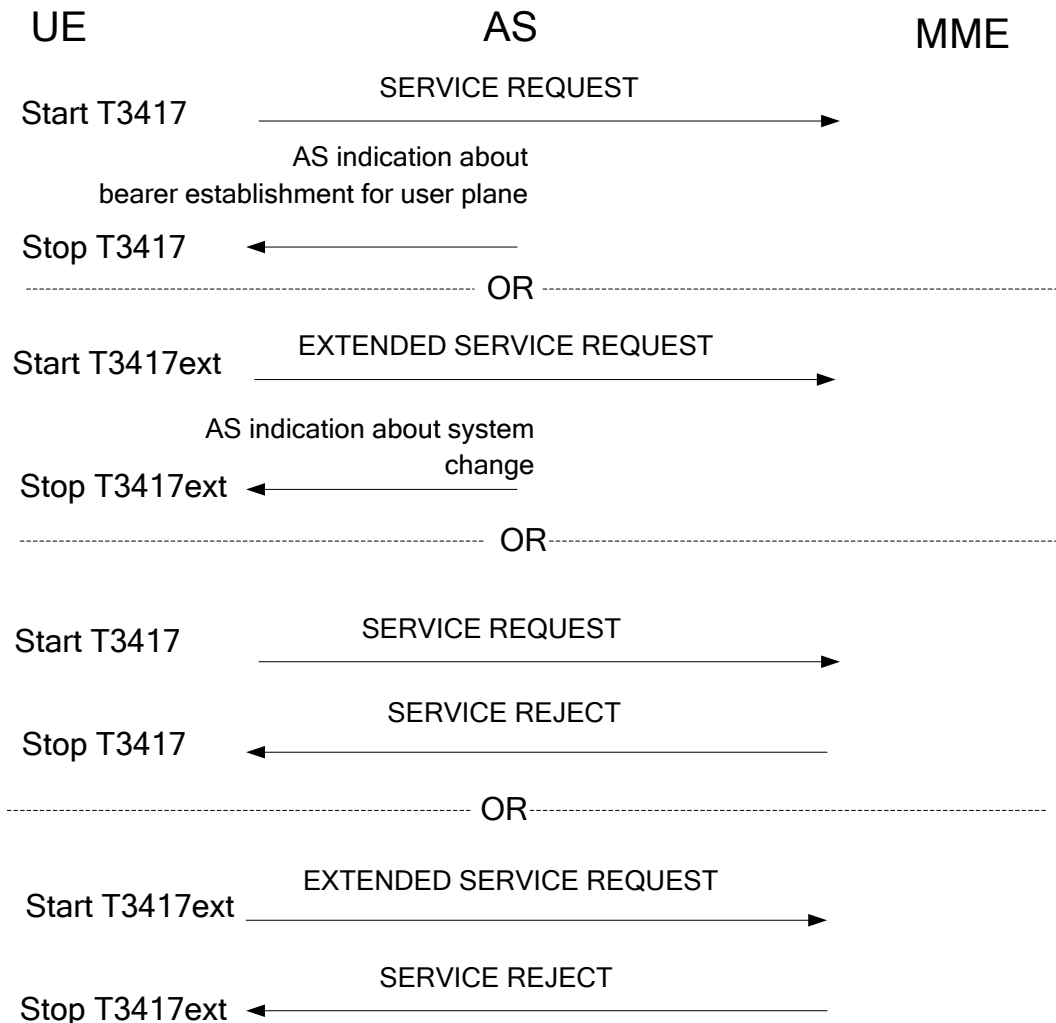 UE AS MME
SERVICE REQUEST
Start T3417
AS indication about
bearer establishment for user plane
Stop T3417
OR
EXTENDED SERVICE REQUEST
Start T3417ext
AS indication about system
change
Stop T3417ext
OR
SERVICE REQUEST
Start T3417
SERVICE REJECT
Stop T3417
OR
EXTENDED SERVICE REQUEST
Start T3417ext
SERVICE REJECT
Stop T3417ext